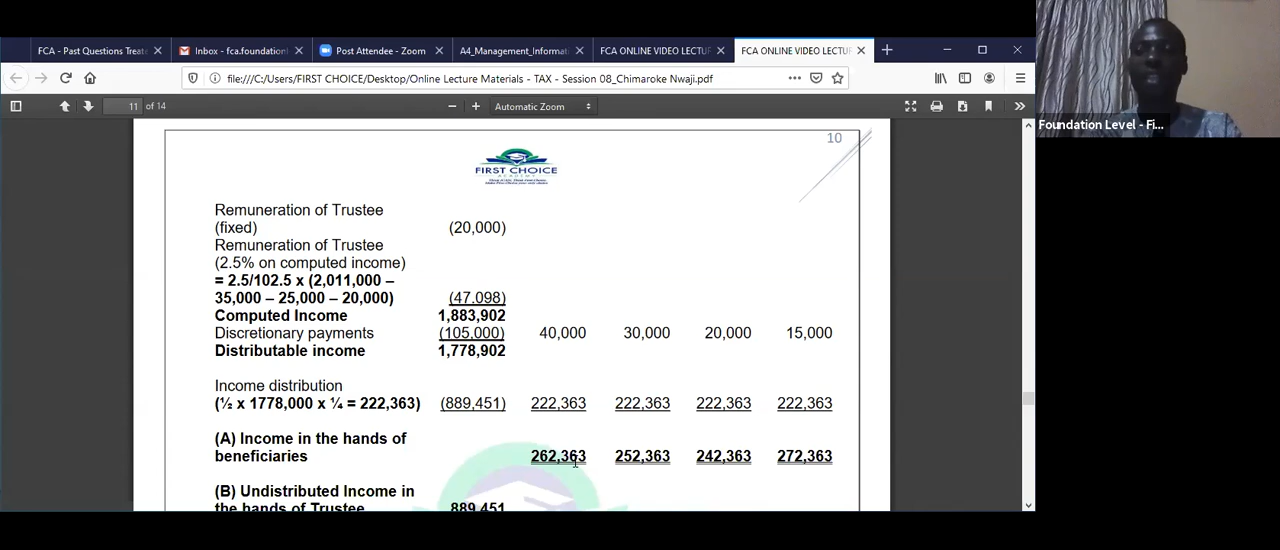 FCA - Past Questions Treate
Inbox - fca.foundation
Post Attendee - Zoom
A4_Management_Informati
FCA ONLINE VIDEO LECTUR
FCA ONLINE VIDEO LECTUR
file:///C:/Users/FIRST CHOICE/Desktop/Online Lecture Materials - TAX - Session 08_Chimaroke Nwaji.pdf
11 of 14
Automatic Zoom
Foundation Level - Fi...
10
FIRST CHOICE
ACADEMY
Remuneration of Trustee
(fixed) (20,000)
Remuneration of Trustee
(2.5% on computed income)
= 2.5/102.5 x (2,011,000 –
35,000 – 25,000 – 20,000) (47.098)
Computed Income 1,883,902
Discretionary payments (105,000) 40,000 30,000 20,000 15,000
Distributable income 1,778,902
Income distribution
(½ x 1778,000 x ¼ = 222,363) (889,451) 222,363 222,363 222,363 222,363
(A) Income in the hands of
beneficiaries 262,363 252,363 242,363 272,363
(B) Undistributed Income in
the hands of Trustee 889,451